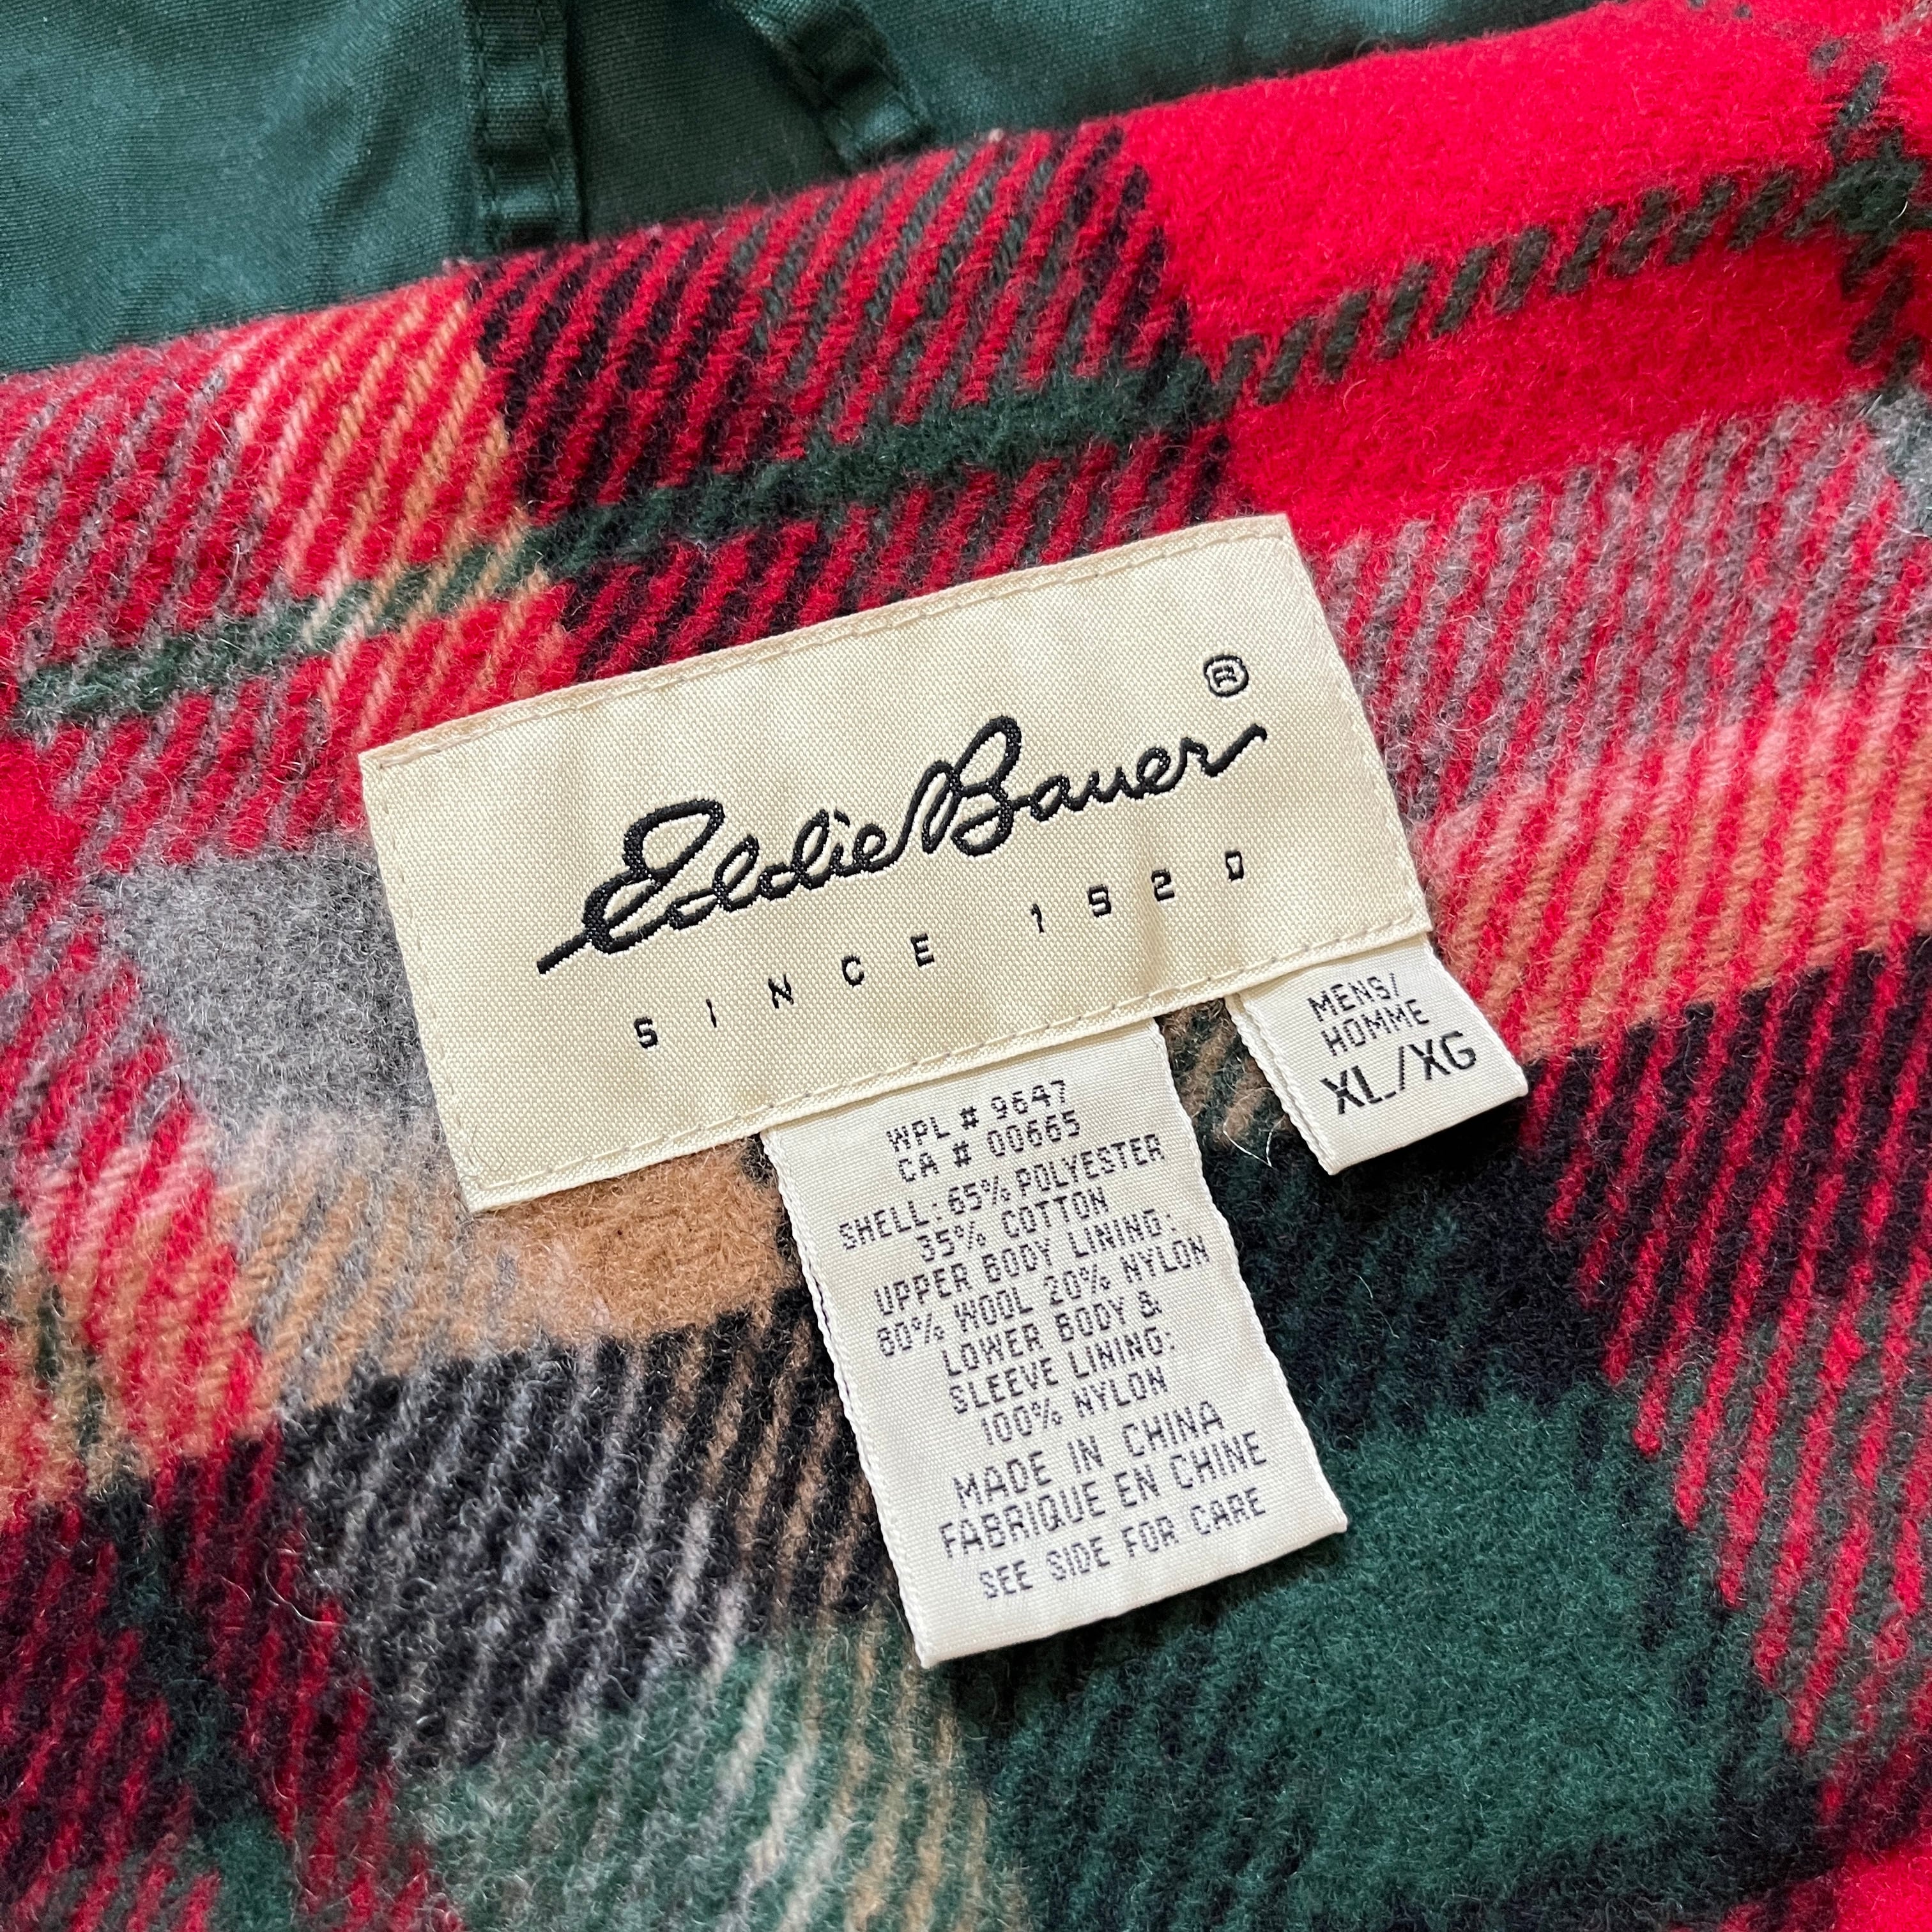 Eddie Bauer ®
SINCE 1920
MENS/
HOMME
XL/XG
WPL # 9647
CA # 00665
SHELL: 65% POLYESTER
35% COTTON
UPPER BODY LINING:
80% WOOL 20% NYLON
LOWER BODY &
SLEEVE LINING:
100% NYLON
MADE IN CHINA
FABRIQUE EN CHINE
SEE SIDE FOR CARE